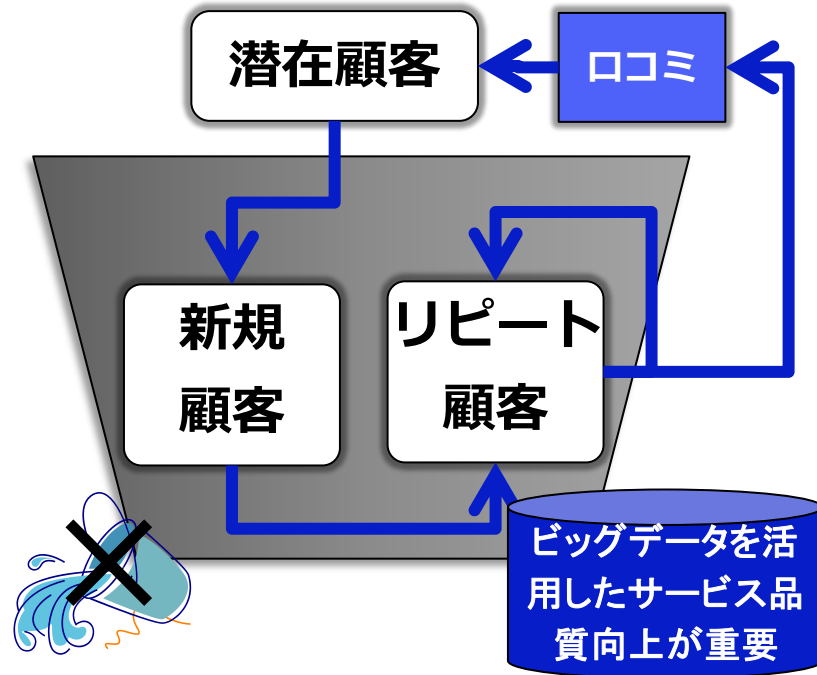 潜在顧客
口コミ
新規
顧客
リピート
顧客
ビッグデータを活
用したサービス品
質向上が重要